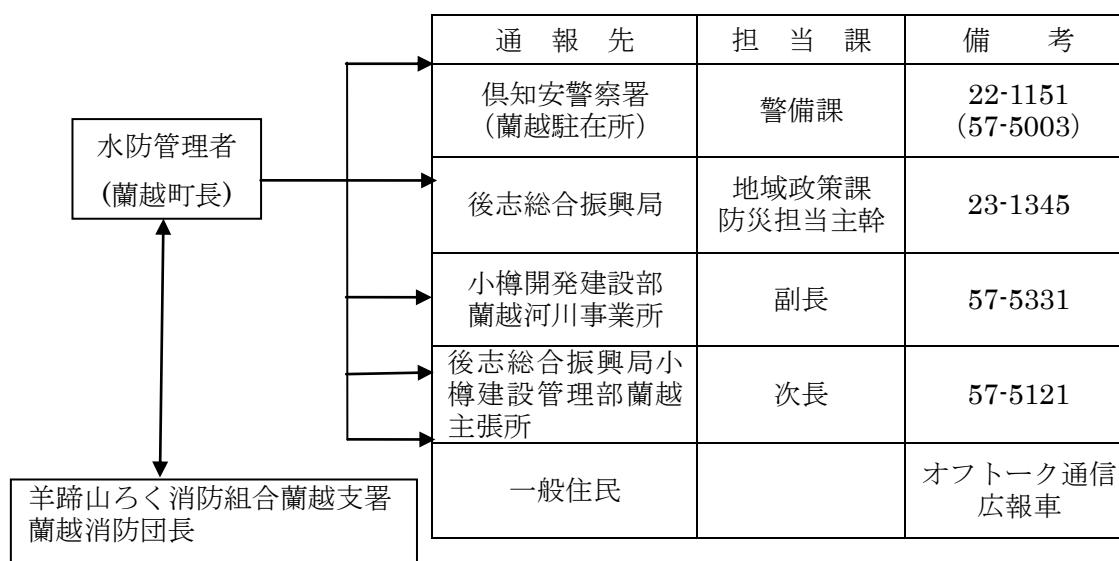 通 報 先
担 当 課
備 考
倶知安警察署
(蘭越駐在所)
警備課
22-1151
(57-5003)
水防管理者
(蘭越町長)
後志総合振興局
地域政策課
防災担当主幹
23-1345
小樽開発建設部
蘭越河川事業所
副長
57-5331
後志総合振興局小
樽建設管理部蘭越
主張所
次長
57-5121
一般住民
オフトーク通信
広報車
羊蹄山ろく消防組合蘭越支署
蘭越消防団長